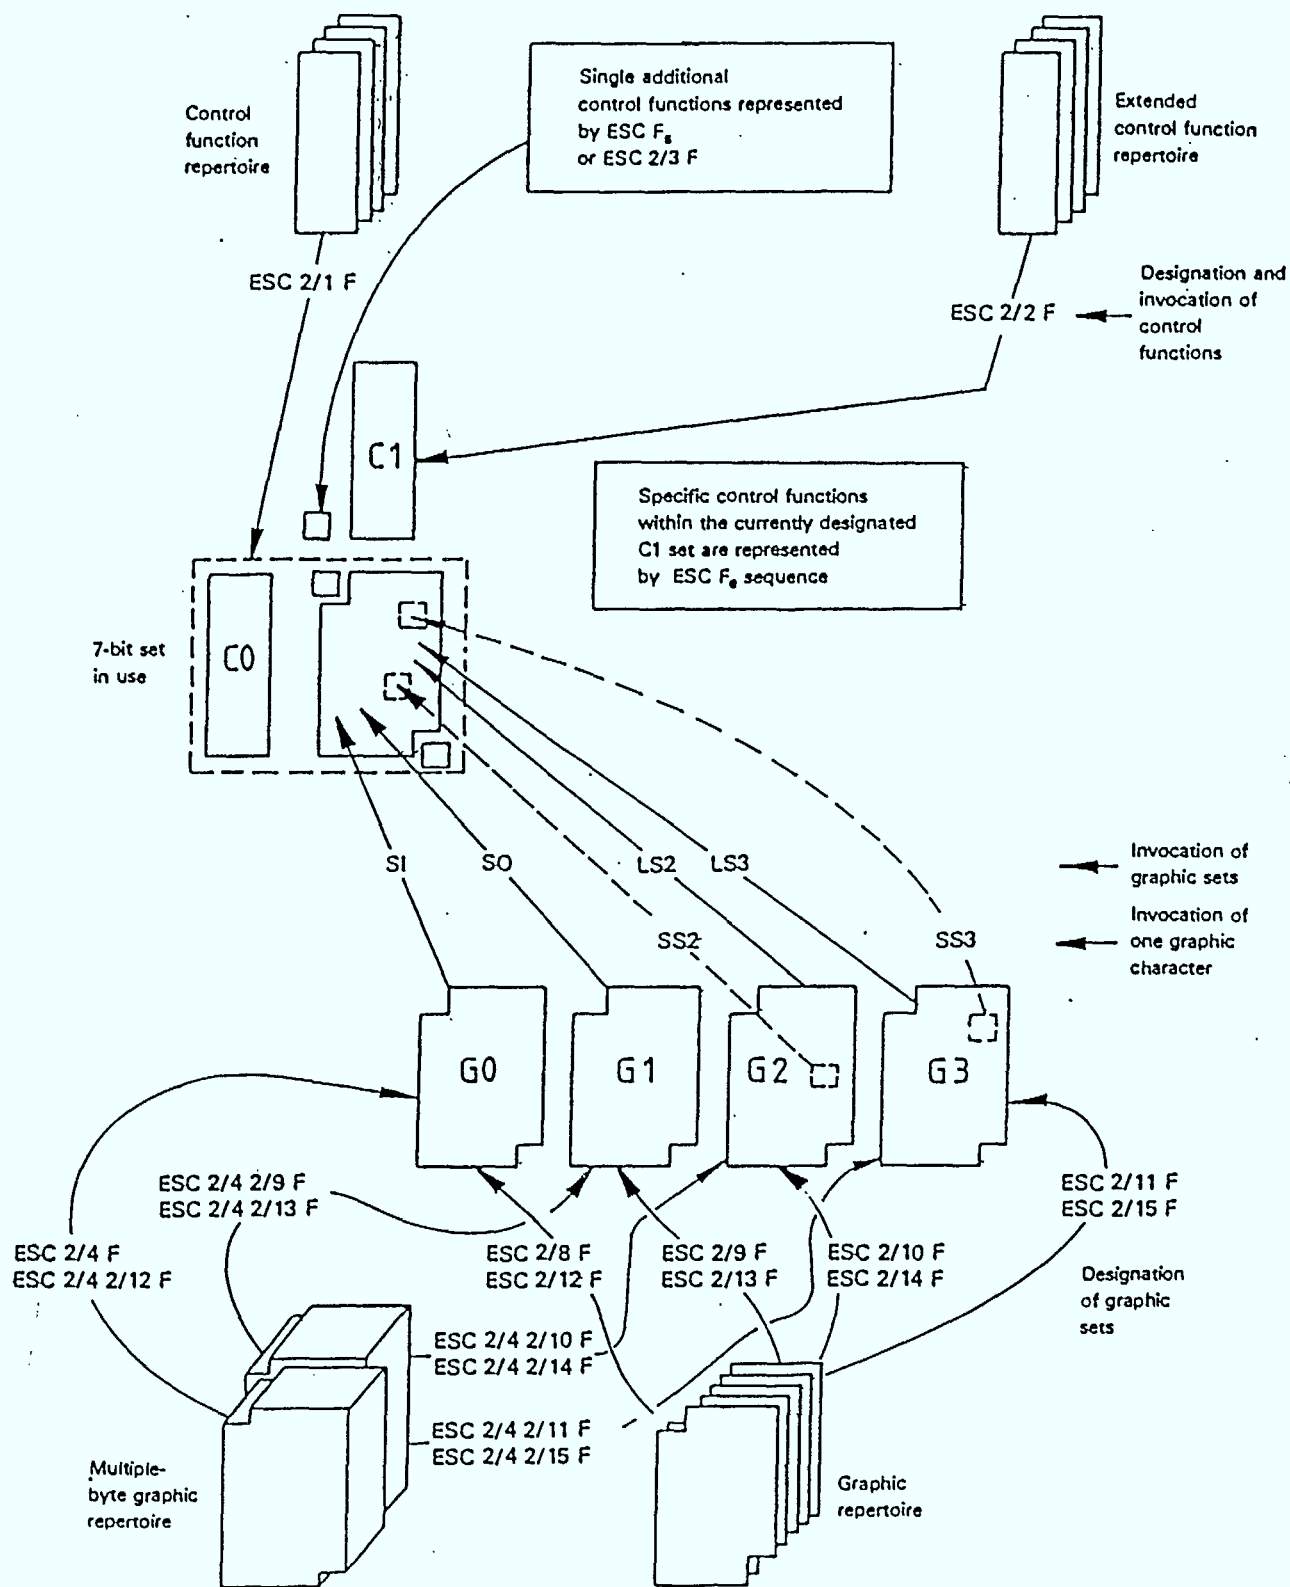 Control
function
repertoire
Single additional
control functions represented
by ESC Fs
or ESC 2/3 F
Extended
control function
repertoire
ESC 2/1 F
ESC 2/2 F
Designation and
invocation of
control
functions
C1
Specific control functions
within the currently designated
C1 set are represented
by ESC Fe sequence
7-bit set
in use
C0
SI
SO
LS2
LS3
SS2
SS3
Invocation of
graphic sets
Invocation of
one graphic
character
G0
G1
G2
G3
ESC 2/4 2/9 F
ESC 2/4 2/13 F
ESC 2/11 F
ESC 2/15 F
ESC 2/4 F
ESC 2/4 2/12 F
ESC 2/8 F
ESC 2/12 F
ESC 2/9 F
ESC 2/13 F
ESC 2/10 F
ESC 2/14 F
Designation
of graphic
sets
ESC 2/4 2/10 F
ESC 2/4 2/14 F
ESC 2/4 2/11 F
ESC 2/4 2/15 F
Multiple-
byte graphic
repertoire
Graphic
repertoire